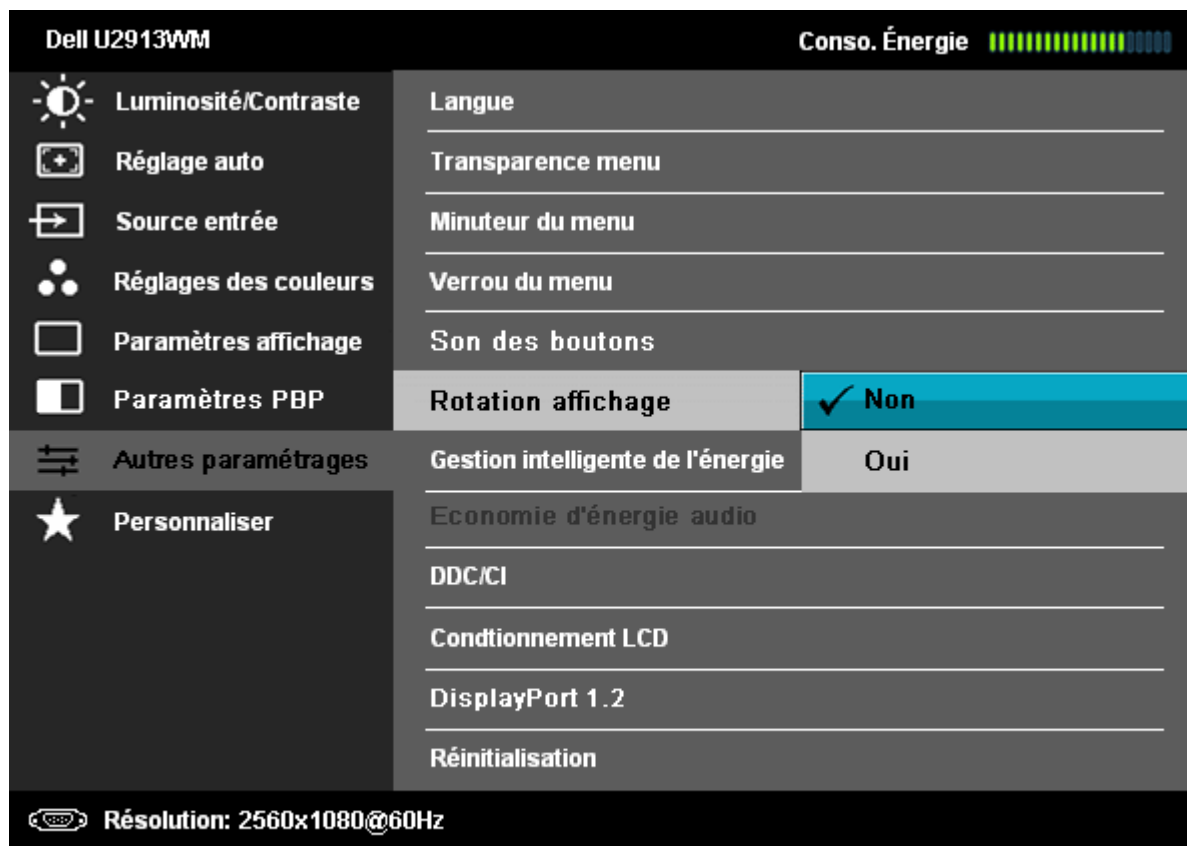 Dell U2913WM Conso. Énergie
Luminosité/Contraste Langue
Réglage auto Transparence menu
Source entrée Minuteur du menu
Réglages des couleurs Verrou du menu
Paramètres affichage Son des boutons
Paramètres PBP Rotation affichage Non
Autres paramétrages Gestion intelligente de l'énergie Oui
Personnaliser Economie d'énergie audio
DDC/CI
Condtionnement LCD
DisplayPort 1.2
Réinitialisation
Résolution: 2560x1080@60Hz